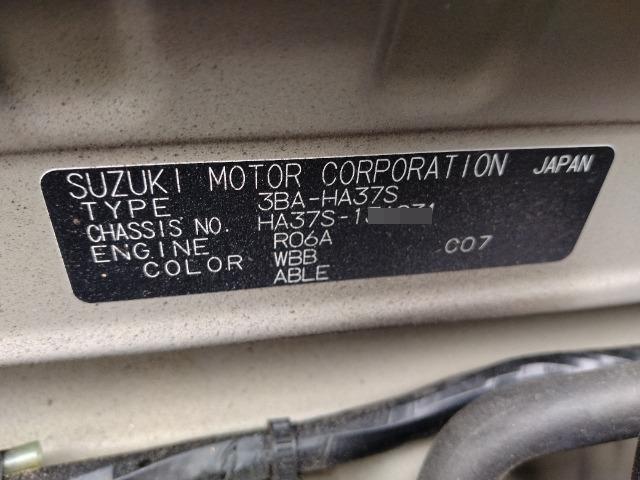 SUZUKI MOTOR CORPORATION JAPAN
TYPE 3BA-HA37S
CHASSIS NO. HA37S-1
ENGINE R06A
COLOR WBB C07
ABLE